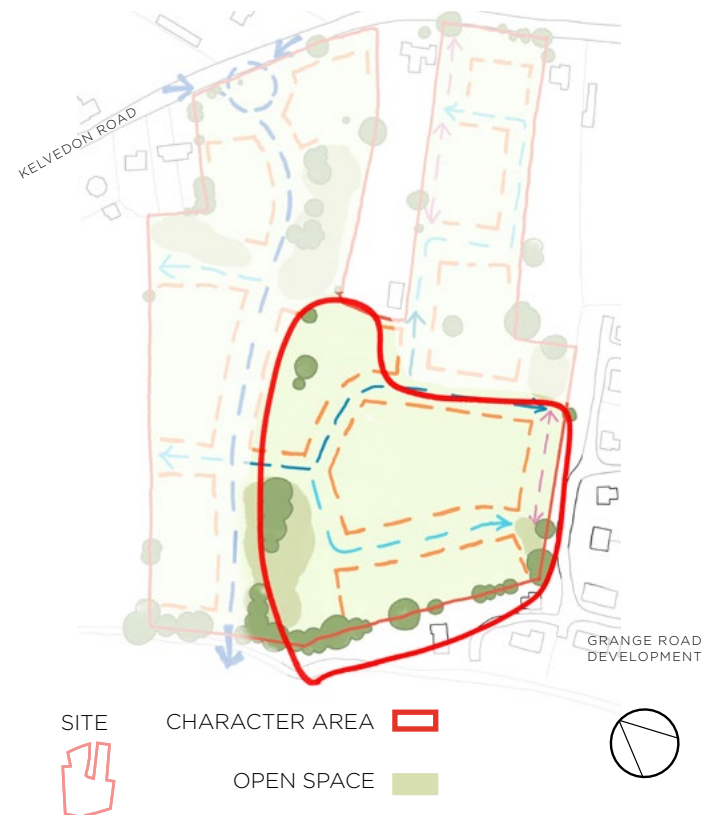 KELVEDON ROAD
GRANGE ROAD
DEVELOPMENT
SITE
CHARACTER AREA
OPEN SPACE